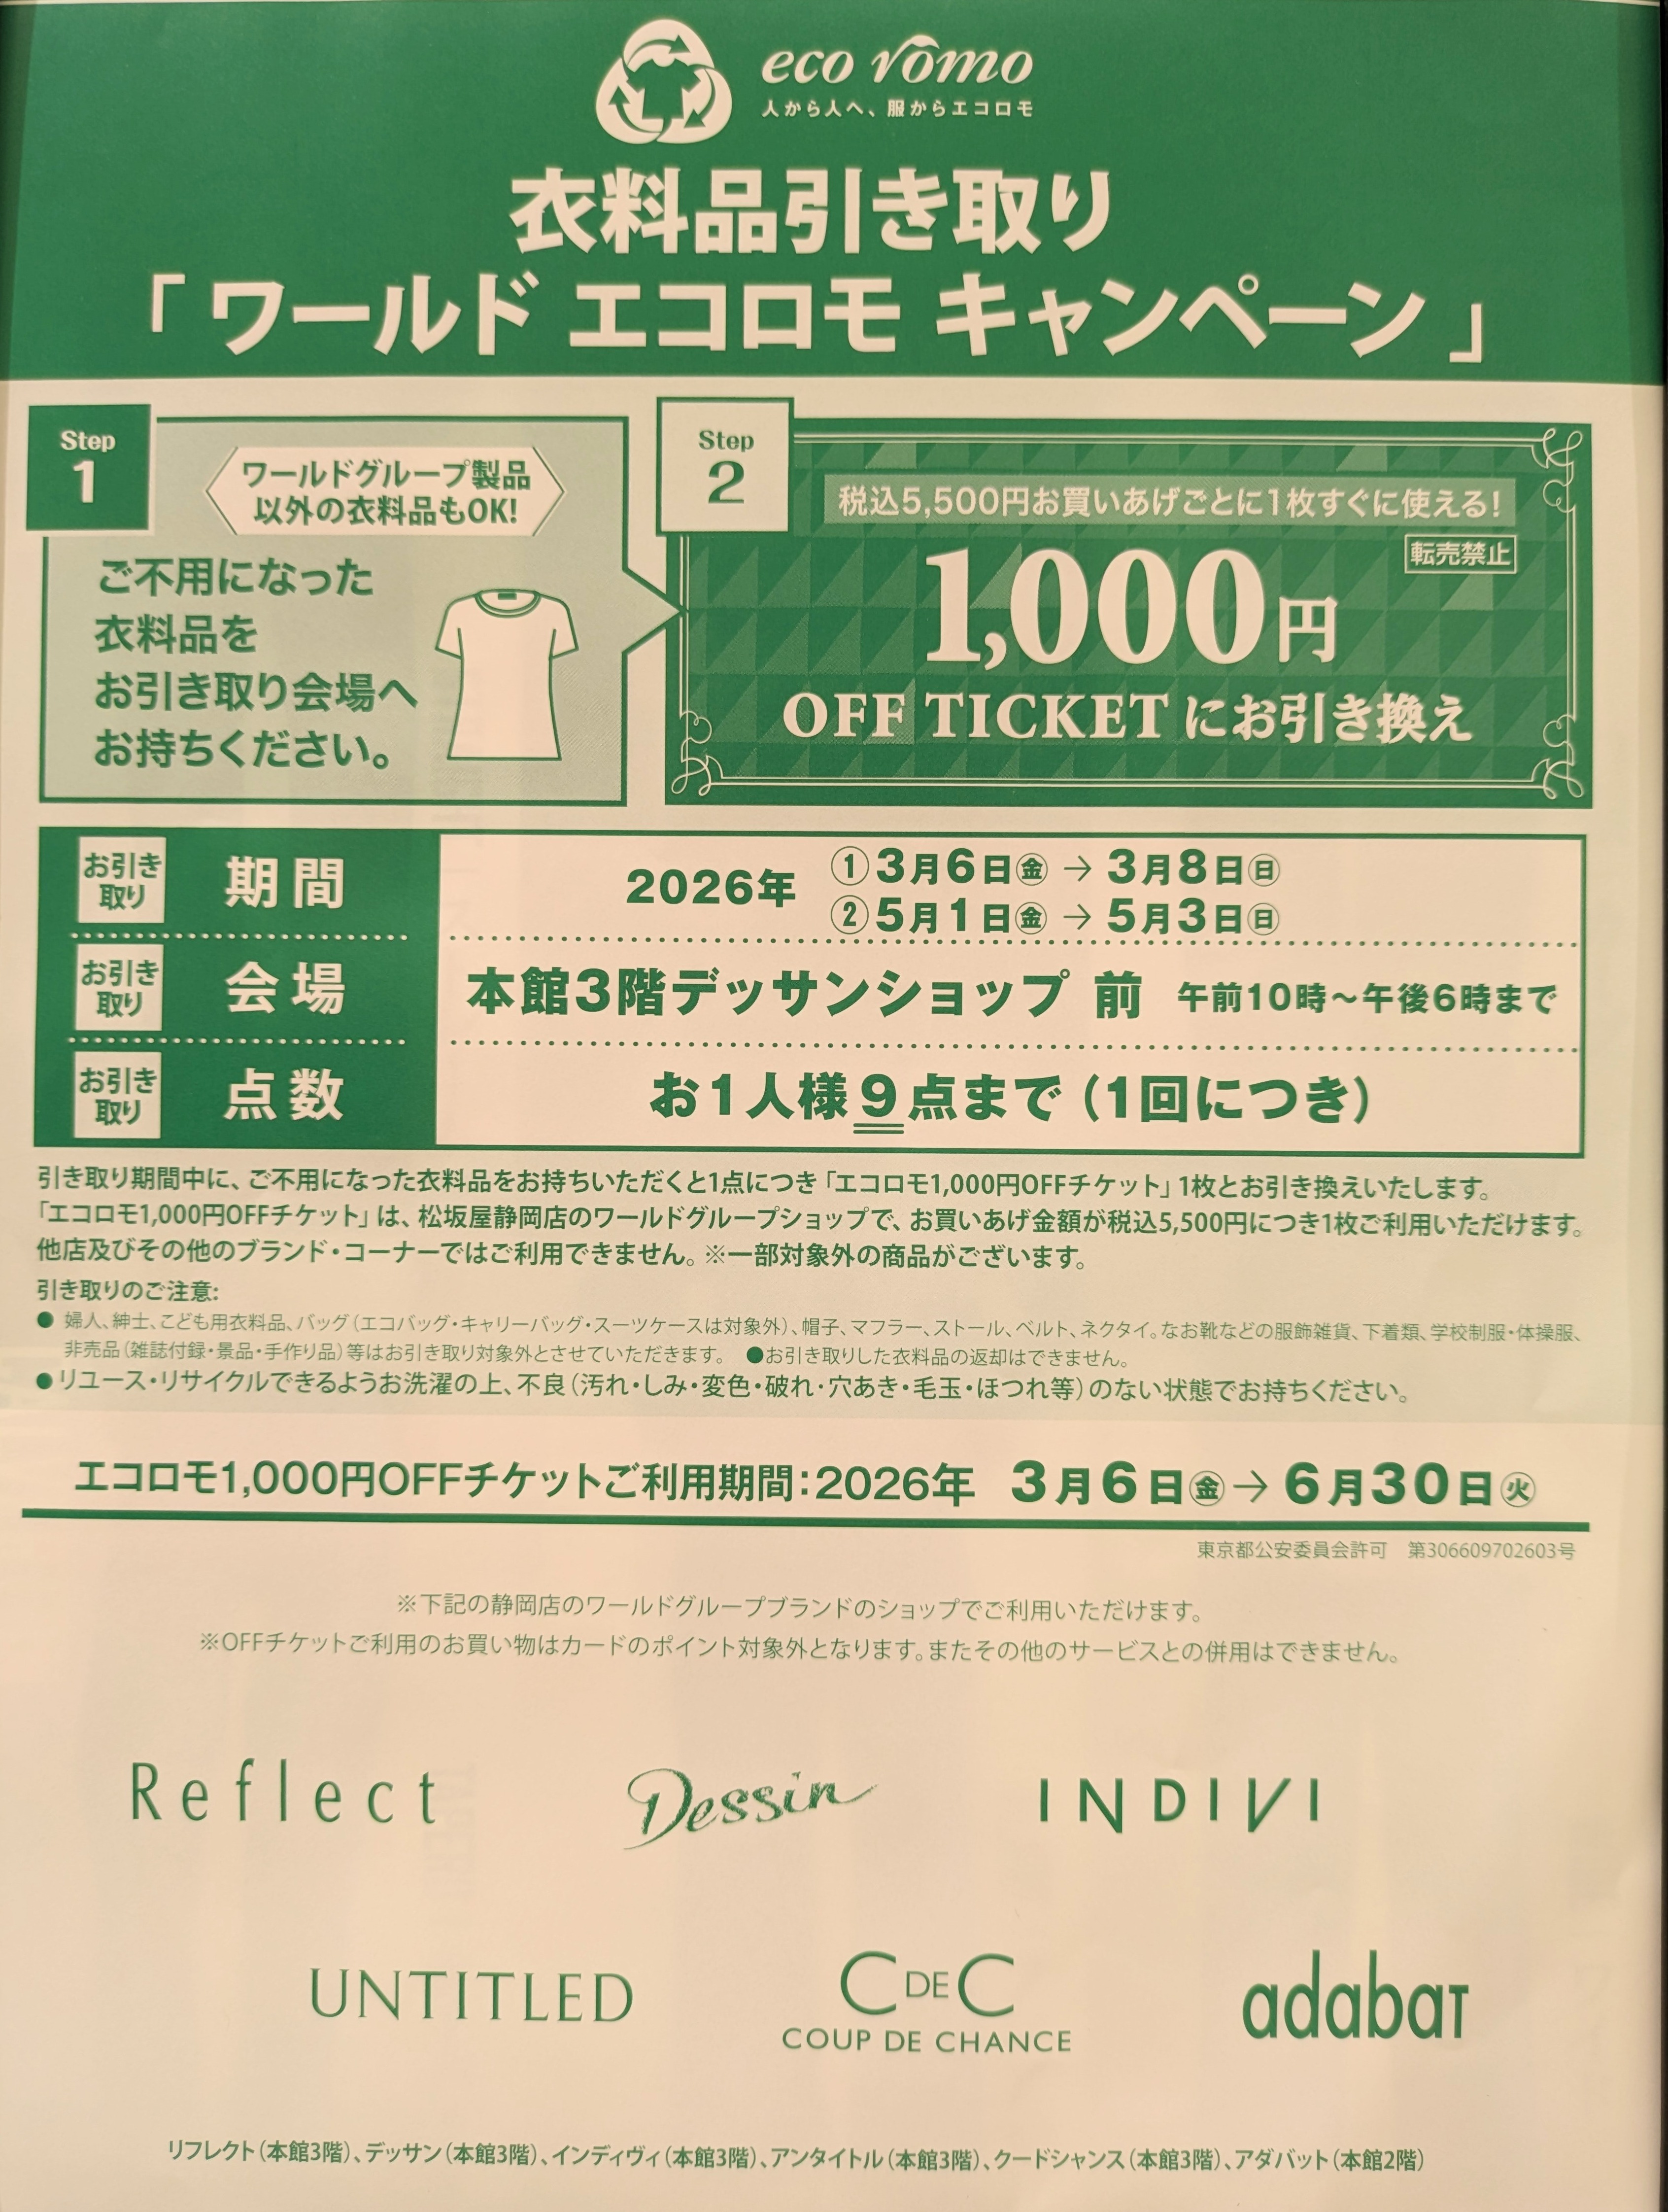 eco romo
人から人へ、服からエコロモ
衣料品引き取り
「ワールド エコロモ キャンペーン」
Step
1
ワールドグループ製品
以外の衣料品もOK!
ご不用になった
衣料品を
お引き取り会場へ
お持ちください。
Step
2
税込5,500円お買いあげごとに1枚すぐに使える!
転売禁止
1,000円
OFF TICKETにお引き換え
お引き取り 期間
2026年 ①3月6日㊎→3月8日㊐
②5月1日㊎→5月3日㊐
お引き取り 会場
本館3階デッサンショップ 前 午前10時〜午後6時まで
お引き取り 点数
お1人様9点まで(1回につき)
引き取り期間中に、ご不用になった衣料品をお持ちいただくと1点につき「エコロモ1,000円OFFチケット」1枚とお引き換えいたします。
「エコロモ1,000円OFFチケット」は、松坂屋静岡店のワールドグループショップで、お買いあげ金額が税込5,500円につき1枚ご利用いただけます。
他店及びその他のブランド・コーナーではご利用できません。※一部対象外の商品がございます。
引き取りのご注意:
● 婦人、紳士、こども用衣料品、バッグ(エコバッグ・キャリーバッグ・スーツケースは対象外)、帽子、マフラー、ストール、ベルト、ネクタイ。なお靴などの服飾雑貨、下着類、学校制服・体操服、
非売品(雑誌付録・景品・手作り品)等はお引き取り対象外とさせていただきます。 ●お引き取りした衣料品の返却はできません。
●リユース・リサイクルできるようお洗濯の上、不良(汚れ・しみ・変色・破れ・穴あき・毛玉・ほつれ等)のない状態でお持ちください。
エコロモ1,000円OFFチケットご利用期間:2026年 3月6日㊎→6月30日㊋
東京都公安委員会許可 第306609702603号
※下記の静岡店のワールドグループブランドのショップでご利用いただけます。
※OFFチケットご利用のお買い物はカードのポイント対象外となります。またその他のサービスとの併用はできません。
Reflect
Dessin
INDIVI
UNTITLED
C DE C
COUP DE CHANCE
adabat
リフレクト(本館3階)、デッサン(本館3階)、インディヴィ(本館3階)、アンタイトル(本館3階)、クードシャンス(本館3階)、アダバット(本館2階)